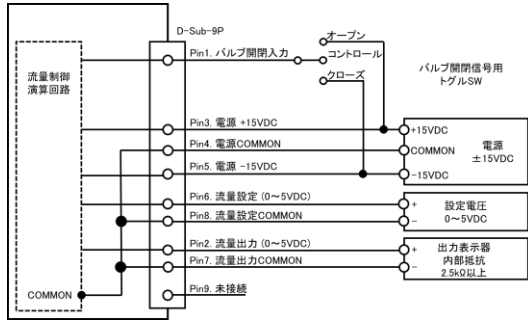 D-Sub-9P
オープン
Pin1. バルブ開閉入力
コントロール
クローズ
バルブ開閉信号用
トグルSW
流量制御
演算回路
Pin3. 電源 +15VDC
+15VDC
Pin4. 電源COMMON
COMMON
電源
±15VDC
Pin5. 電源 −15VDC
−15VDC
Pin6. 流量設定 (0～5VDC)
+
設定電圧
0～5VDC
Pin8. 流量設定COMMON
−
Pin2. 流量出力 (0～5VDC)
+
出力表示器
内部抵抗
2.5kΩ以上
Pin7. 流量出力COMMON
−
COMMON
Pin9. 未接続